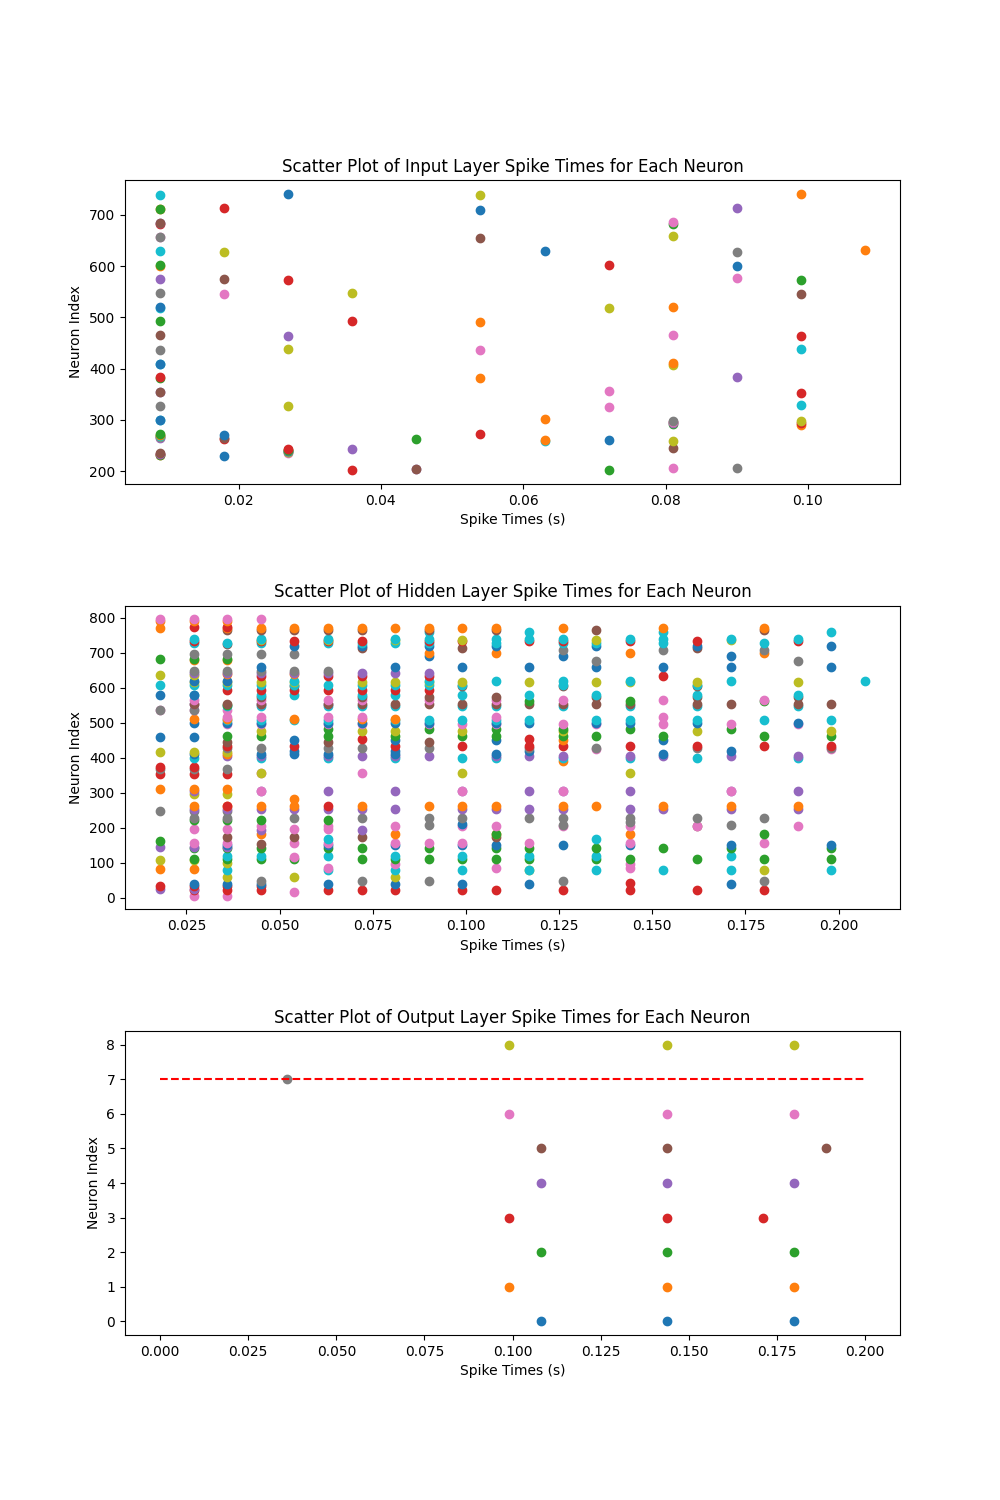 Scatter Plot of Input Layer Spike Times for Each Neuron
700
600
500
400
300
200
Neuron Index
0.02 0.04 0.06 0.08 0.10
Spike Times (s)
Scatter Plot of Hidden Layer Spike Times for Each Neuron
800
700
600
500
400
300
200
100
0
Neuron Index
0.025 0.050 0.075 0.100 0.125 0.150 0.175 0.200
Spike Times (s)
Scatter Plot of Output Layer Spike Times for Each Neuron
8
7
6
5
4
3
2
1
0
Neuron Index
0.000 0.025 0.050 0.075 0.100 0.125 0.150 0.175 0.200
Spike Times (s)